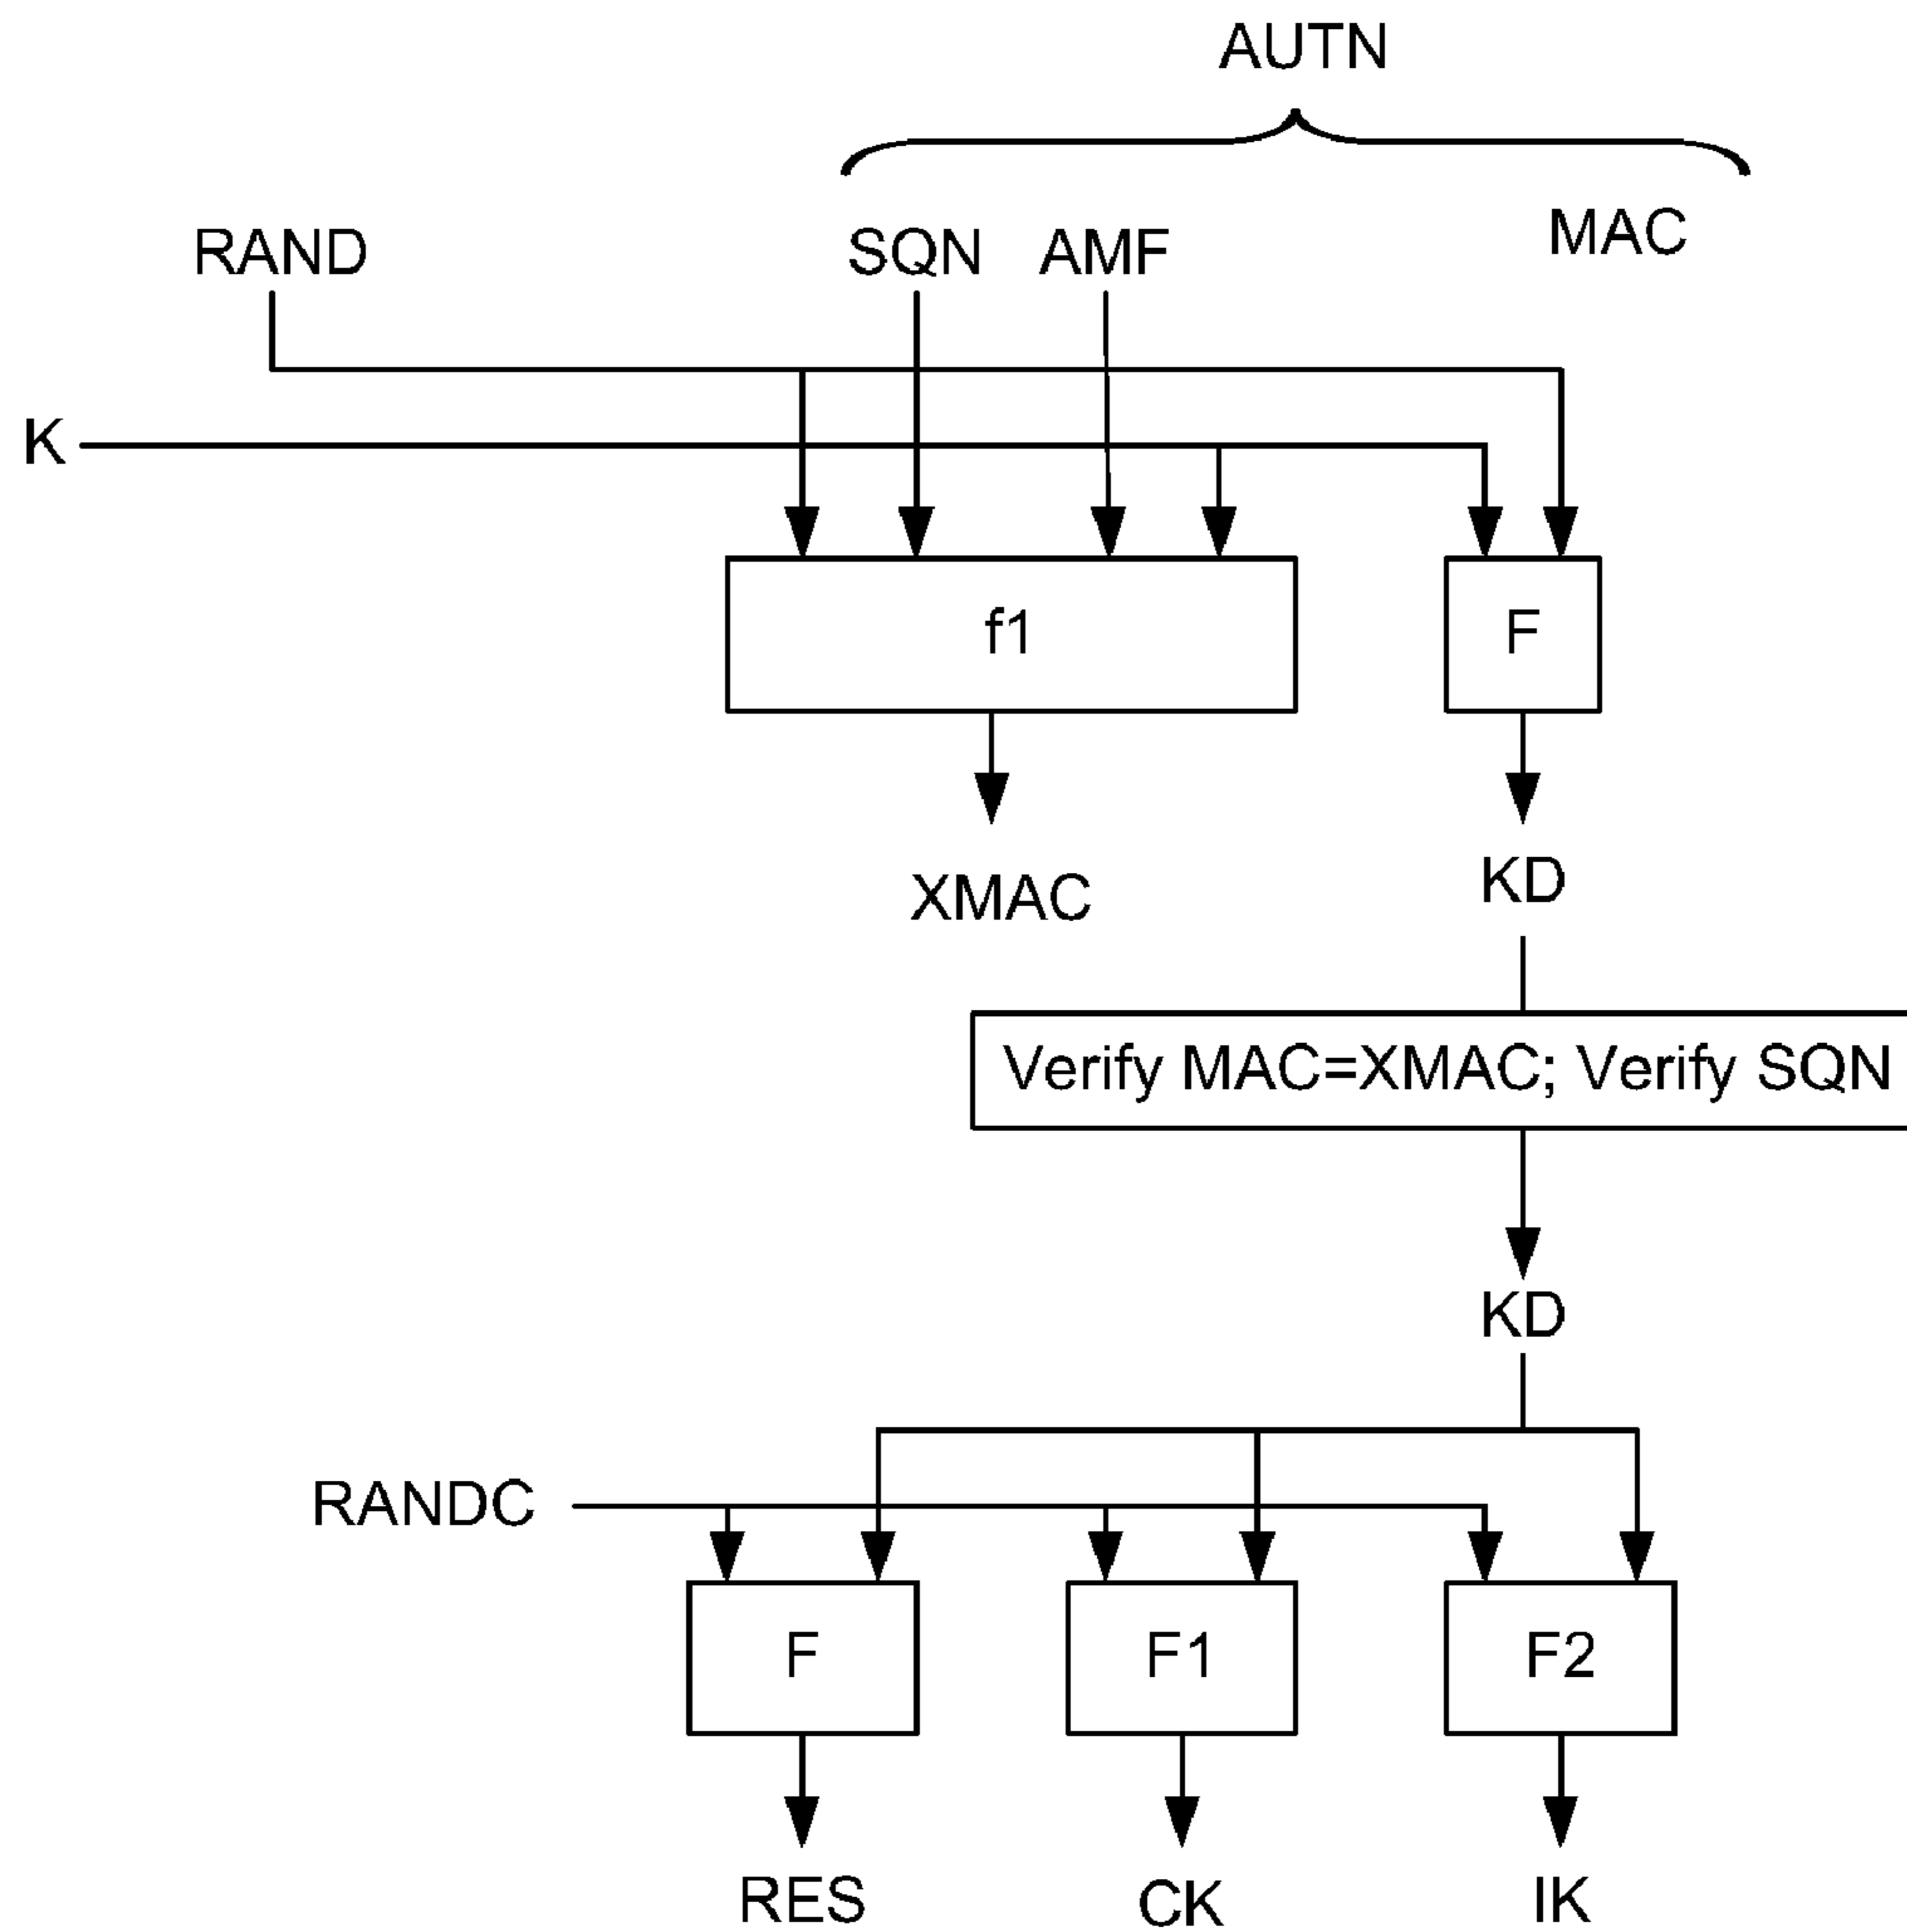 AUTN
RAND SQN AMF MAC
K
f1 F
XMAC KD
Verify MAC=XMAC; Verify SQN
KD
RANDC
F F1 F2
RES CK IK